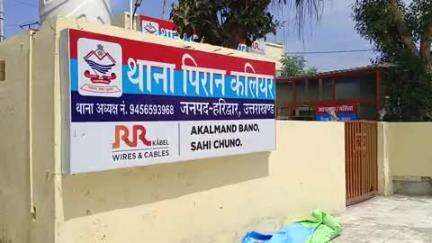 थाना पिरान कलियर
थाना अध्यक्ष नं. 9456593968 जनपद-हरिद्वार, उत्तराखण्ड
RR KABEL
WIRES & CABLES
AKALMAND BANO,
SAHI CHUNO.
थाना